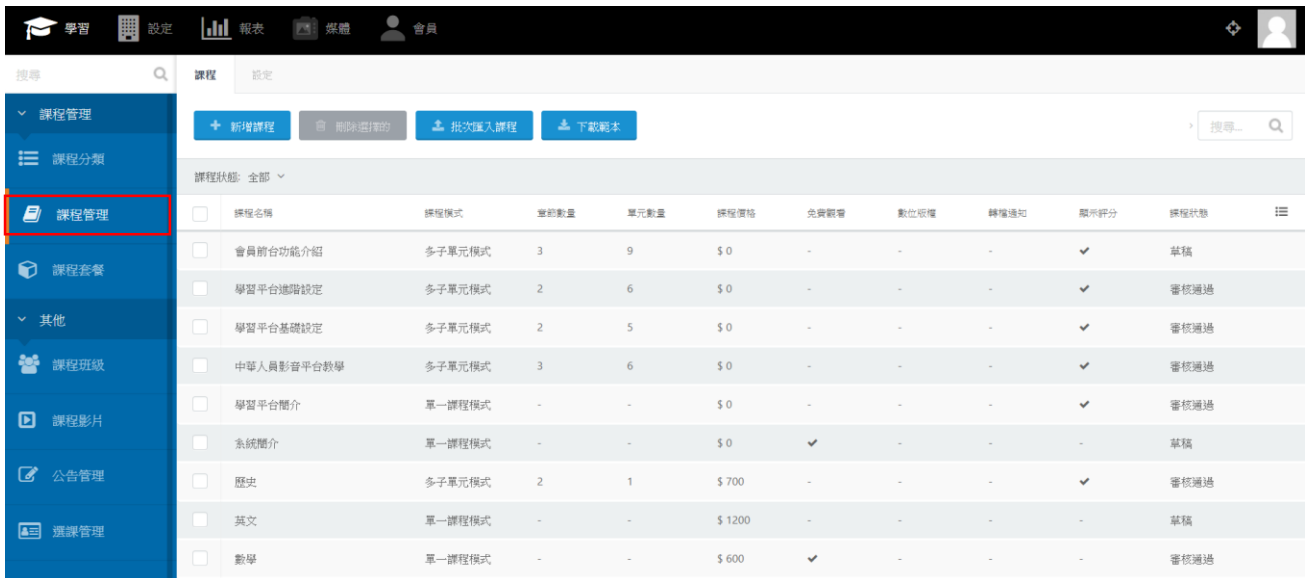 學習 設定 報表 媒體 會員
搜尋 課程 設定
課程管理
新增課程 刪除選擇的 批次匯入課程 下載範本 搜尋...
課程分類
課程狀態: 全部
課程管理
課程名稱 課程模式 章節數量 單元數量 課程價格 免費觀看 數位版權 轉檔通知 顯示評分 課程狀態
會員前台功能介紹 多子單元模式 3 9 $ 0 - - - ✔ 草稿
課程套餐
學習平台進階設定 多子單元模式 2 6 $ 0 - - - ✔ 審核通過
其他
學習平台基礎設定 多子單元模式 2 5 $ 0 - - - ✔ 審核通過
課程班級
中華人員影音平台教學 多子單元模式 3 6 $ 0 - - - ✔ 審核通過
學習平台簡介 單一課程模式 - - $ 0 - - - ✔ 審核通過
課程影片
系統簡介 單一課程模式 - - $ 0 ✔ - - - 草稿
公告管理
歷史 多子單元模式 2 1 $ 700 - - - ✔ 審核通過
英文 單一課程模式 - - $ 1200 - - - - 草稿
選課管理
數學 單一課程模式 - - $ 600 ✔ - - - 審核通過